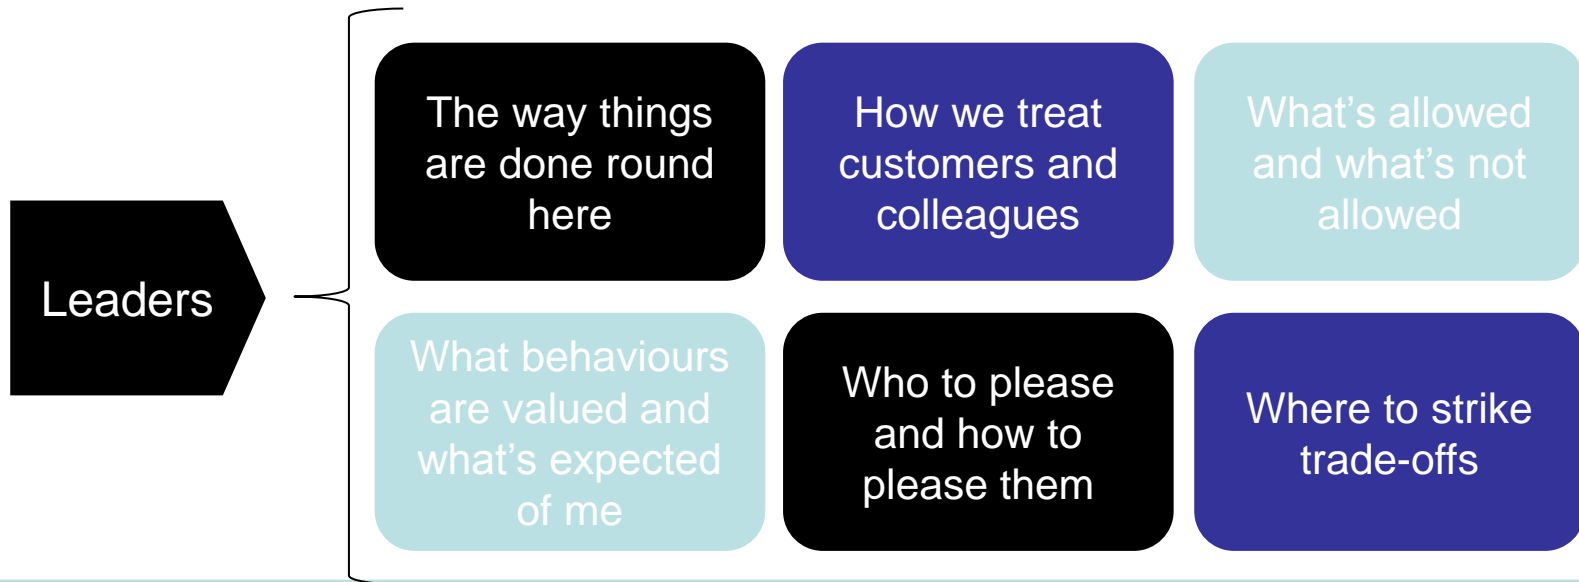 Leaders
The way things
are done round
here
How we treat
customers and
colleagues
What’s allowed
and what’s not
allowed
What behaviours
are valued and
what’s expected
of me
Who to please
and how to
please them
Where to strike
trade-offs